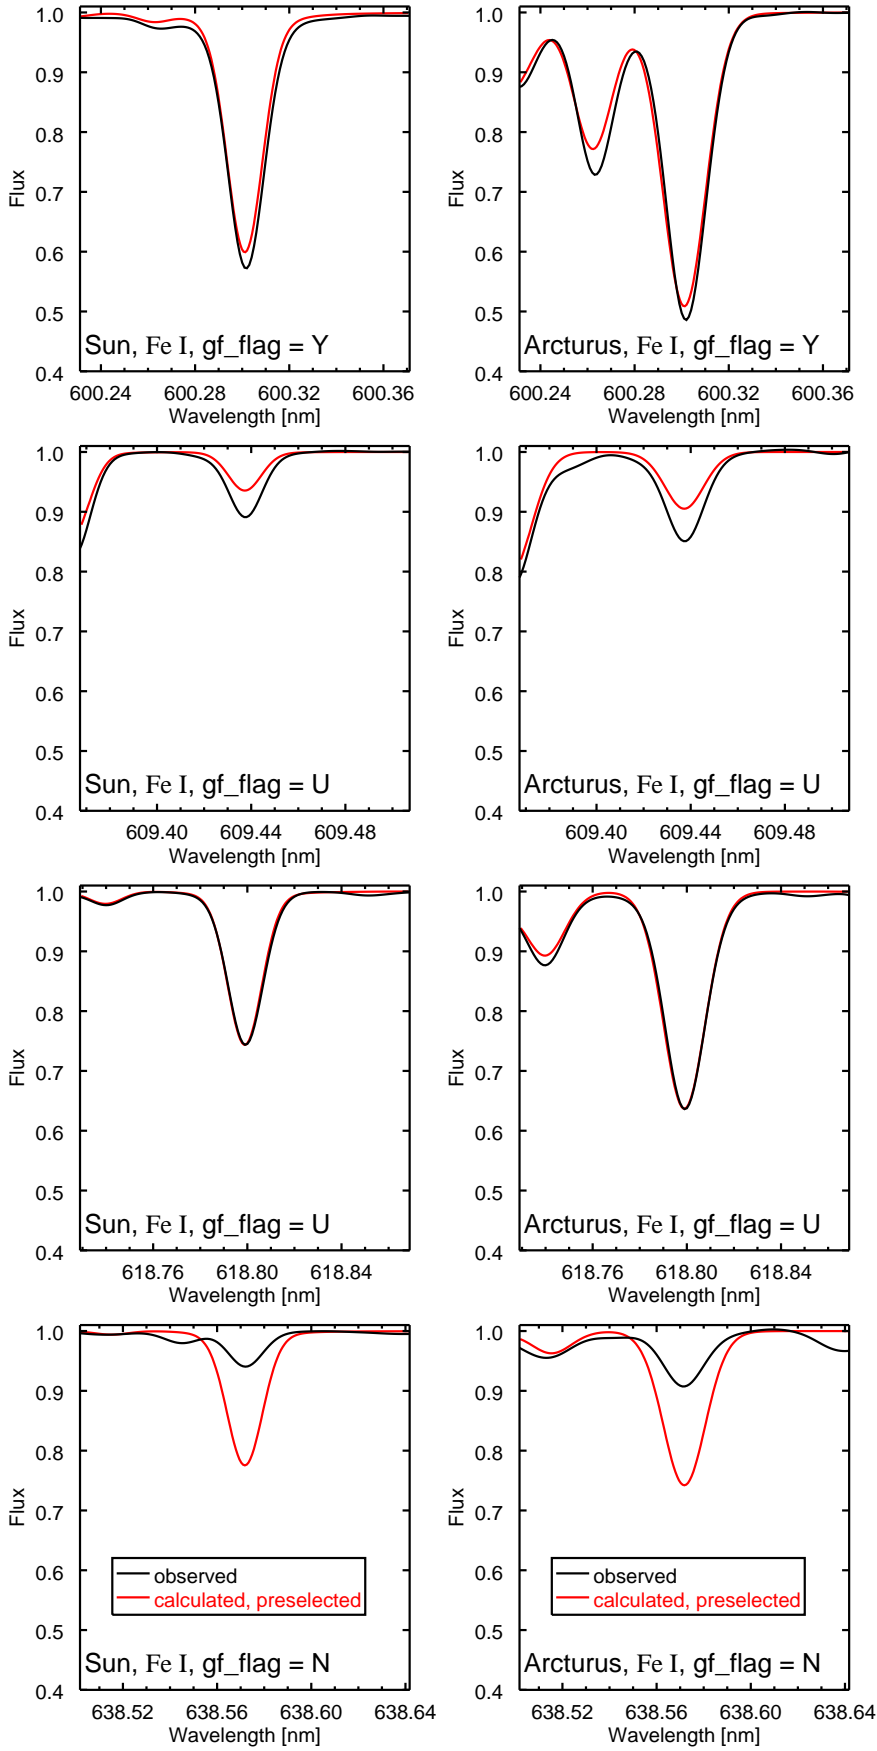 1.0
0.9
0.8
0.7
0.6
0.5
0.4
Flux
Sun, Fe I, gf_flag = Y
600.24 600.28 600.32 600.36
Wavelength [nm]
1.0
0.9
0.8
0.7
0.6
0.5
0.4
Flux
Arcturus, Fe I, gf_flag = Y
600.24 600.28 600.32 600.36
Wavelength [nm]
1.0
0.9
0.8
0.7
0.6
0.5
0.4
Flux
Sun, Fe I, gf_flag = U
609.40 609.44 609.48
Wavelength [nm]
1.0
0.9
0.8
0.7
0.6
0.5
0.4
Flux
Arcturus, Fe I, gf_flag = U
609.40 609.44 609.48
Wavelength [nm]
1.0
0.9
0.8
0.7
0.6
0.5
0.4
Flux
Sun, Fe I, gf_flag = U
618.76 618.80 618.84
Wavelength [nm]
1.0
0.9
0.8
0.7
0.6
0.5
0.4
Flux
Arcturus, Fe I, gf_flag = U
618.76 618.80 618.84
Wavelength [nm]
1.0
0.9
0.8
0.7
0.6
0.5
0.4
Flux
observed
calculated, preselected
Sun, Fe I, gf_flag = N
638.52 638.56 638.60 638.64
Wavelength [nm]
1.0
0.9
0.8
0.7
0.6
0.5
0.4
Flux
observed
calculated, preselected
Arcturus, Fe I, gf_flag = N
638.52 638.56 638.60 638.64
Wavelength [nm]